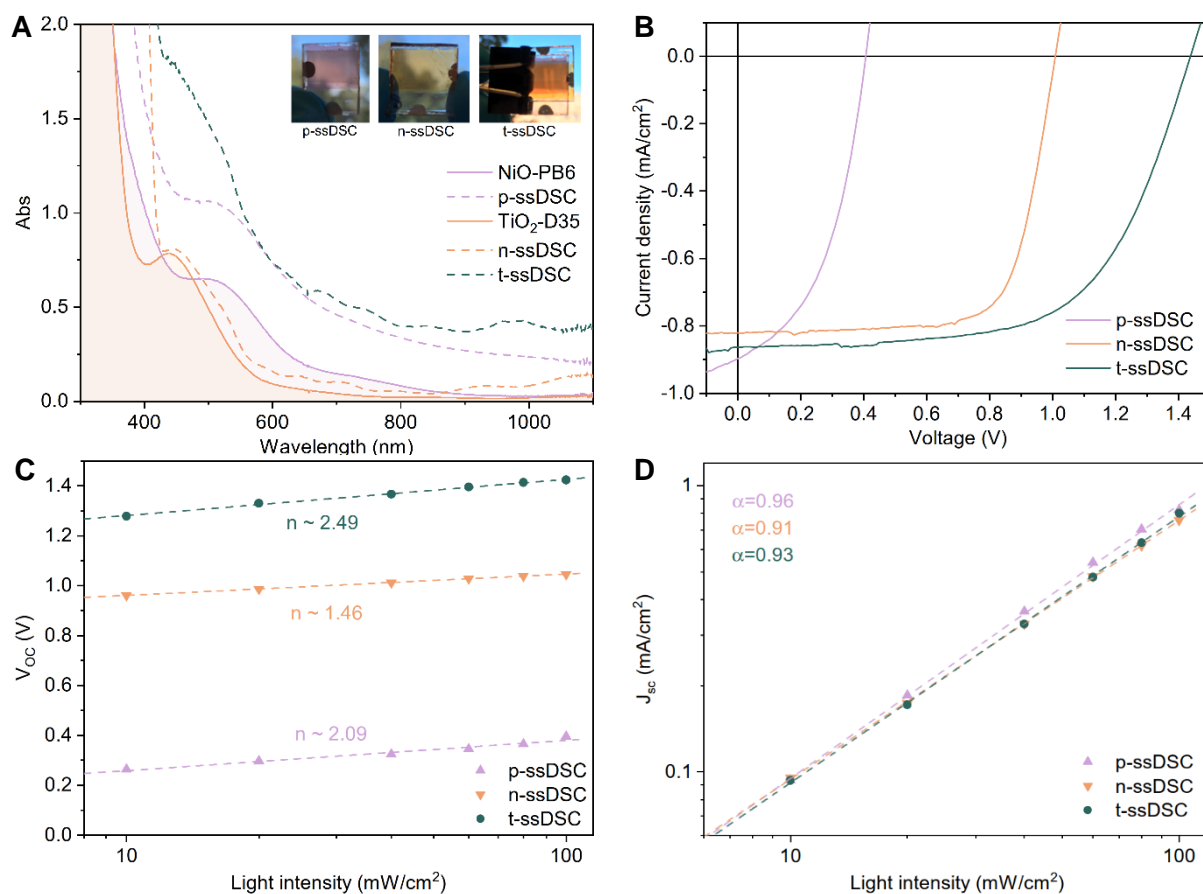 A
2.0
1.5
1.0
0.5
0.0
Abs
400
600
800
1000
Wavelength (nm)
p-ssDSC
n-ssDSC
t-ssDSC
NiO-PB6
p-ssDSC
TiO₂-D35
n-ssDSC
t-ssDSC
B
0.0
-0.2
-0.4
-0.6
-0.8
-1.0
Current density (mA/cm²)
0.0
0.2
0.4
0.6
0.8
1.0
1.2
1.4
Voltage (V)
p-ssDSC
n-ssDSC
t-ssDSC
C
1.4
1.2
1.0
0.8
0.6
0.4
0.2
0.0
V_OC (V)
n ~ 2.49
n ~ 1.46
n ~ 2.09
p-ssDSC
n-ssDSC
t-ssDSC
10
100
Light intensity (mW/cm²)
D
1
0.1
J_sc (mA/cm²)
α=0.96
α=0.91
α=0.93
p-ssDSC
n-ssDSC
t-ssDSC
10
100
Light intensity (mW/cm²)